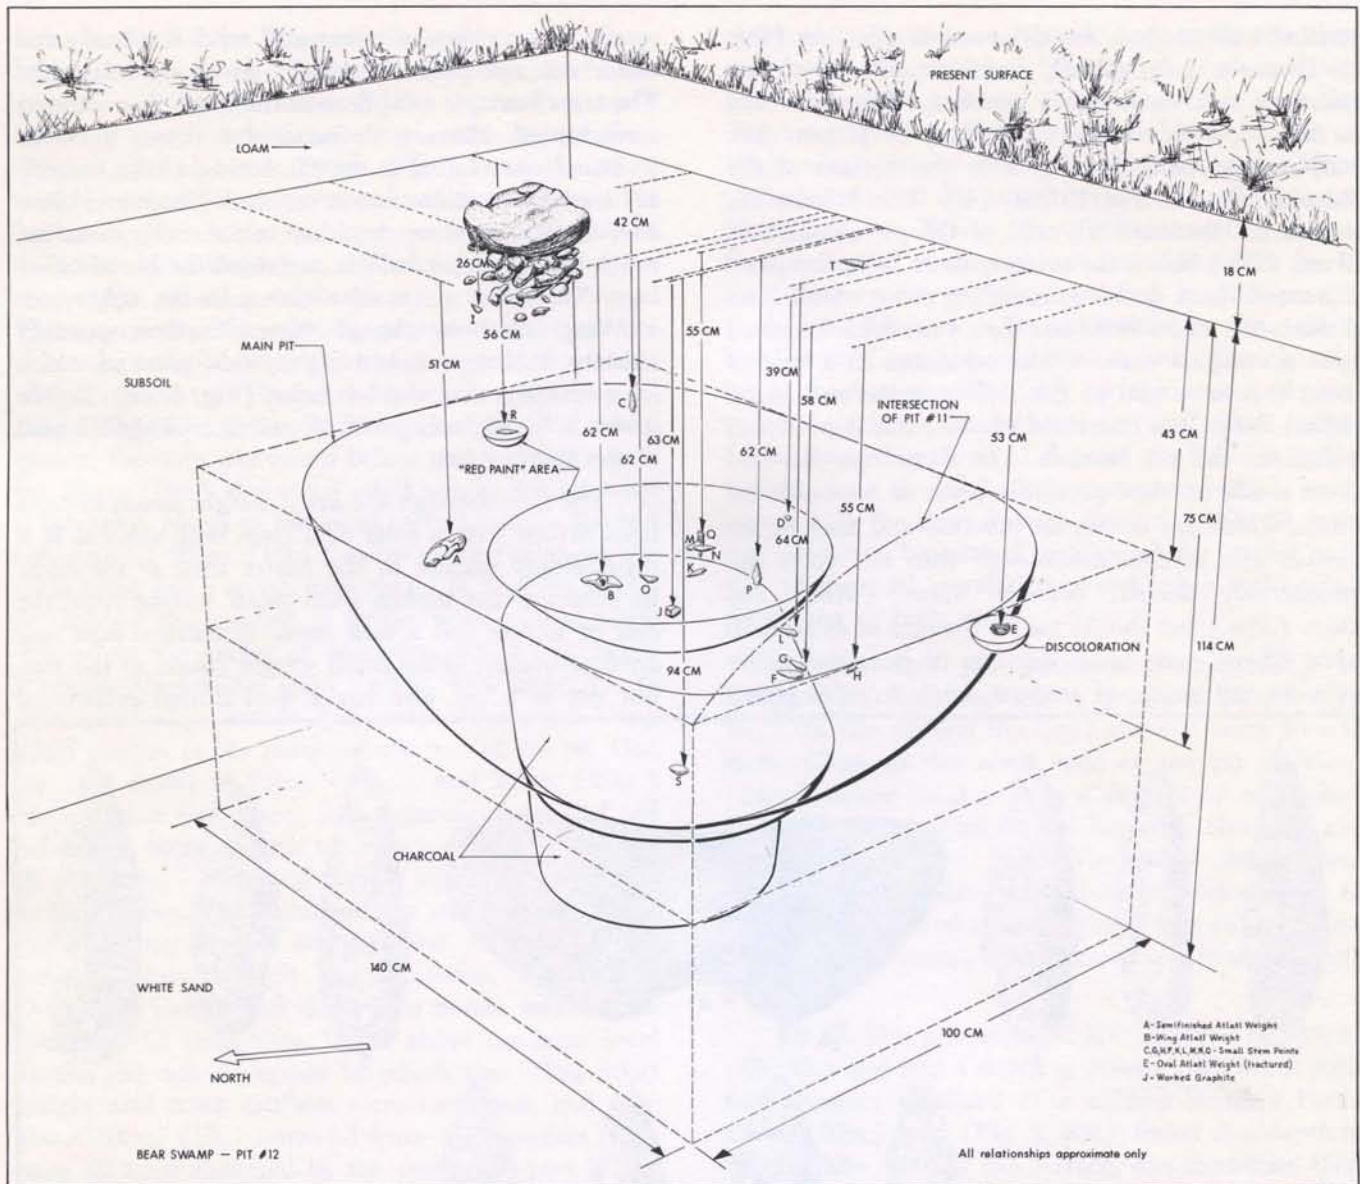 PRESENT SURFACE
LOAM
42 CM
26 CM
I
18 CM
56 CM
55 CM
MAIN PIT
SUBSOIL
51 CM
39 CM
C
58 CM
INTERSECTION
OF PIT #11
R
62 CM
63 CM
62 CM
62 CM
53 CM
43 CM
"RED PAINT" AREA
55 CM
75 CM
D
64 CM
M
Q
N
A
K
B
O
P
J
E
L
DISCOLORATION
114 CM
G
F
H
94 CM
S
CHARCOAL
140 CM
WHITE SAND
100 CM
NORTH
A- Semifinished Atlatl Weight
B-Wing Atlatl Weight
C,G,H,P,K,L,M,N,O - Small Stem Points
E - Oval Atlatl Weight (fractured)
J - Worked Graphite
BEAR SWAMP — PIT #12
All relationships approximate only